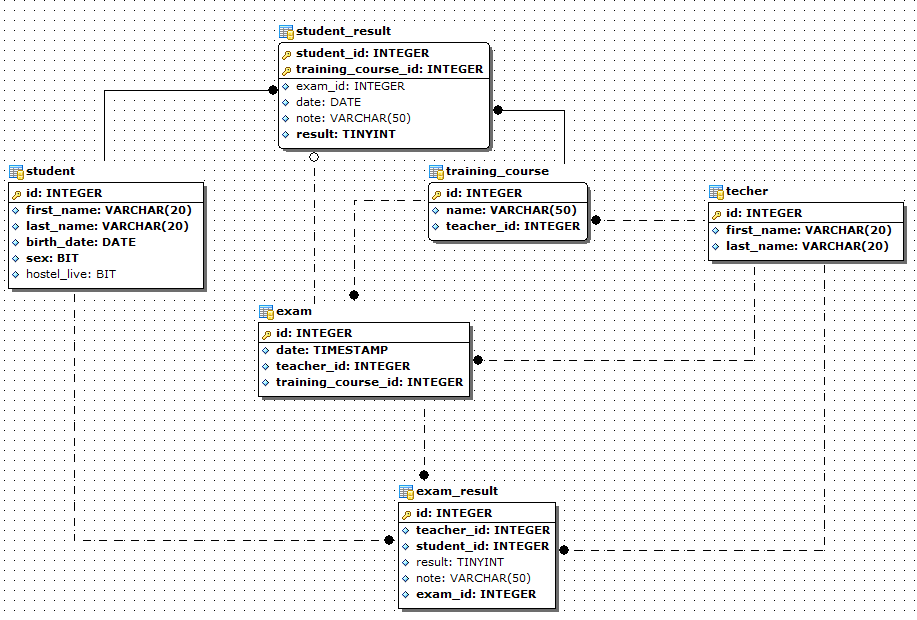 student_result
student_id: INTEGER
training_course_id: INTEGER
exam_id: INTEGER
date: DATE
note: VARCHAR(50)
result: TINYINT
student
id: INTEGER
first_name: VARCHAR(20)
last_name: VARCHAR(20)
birth_date: DATE
sex: BIT
hostel_live: BIT
training_course
id: INTEGER
name: VARCHAR(50)
teacher_id: INTEGER
techer
id: INTEGER
first_name: VARCHAR(20)
last_name: VARCHAR(20)
exam
id: INTEGER
date: TIMESTAMP
teacher_id: INTEGER
training_course_id: INTEGER
exam_result
id: INTEGER
teacher_id: INTEGER
student_id: INTEGER
result: TINYINT
note: VARCHAR(50)
exam_id: INTEGER